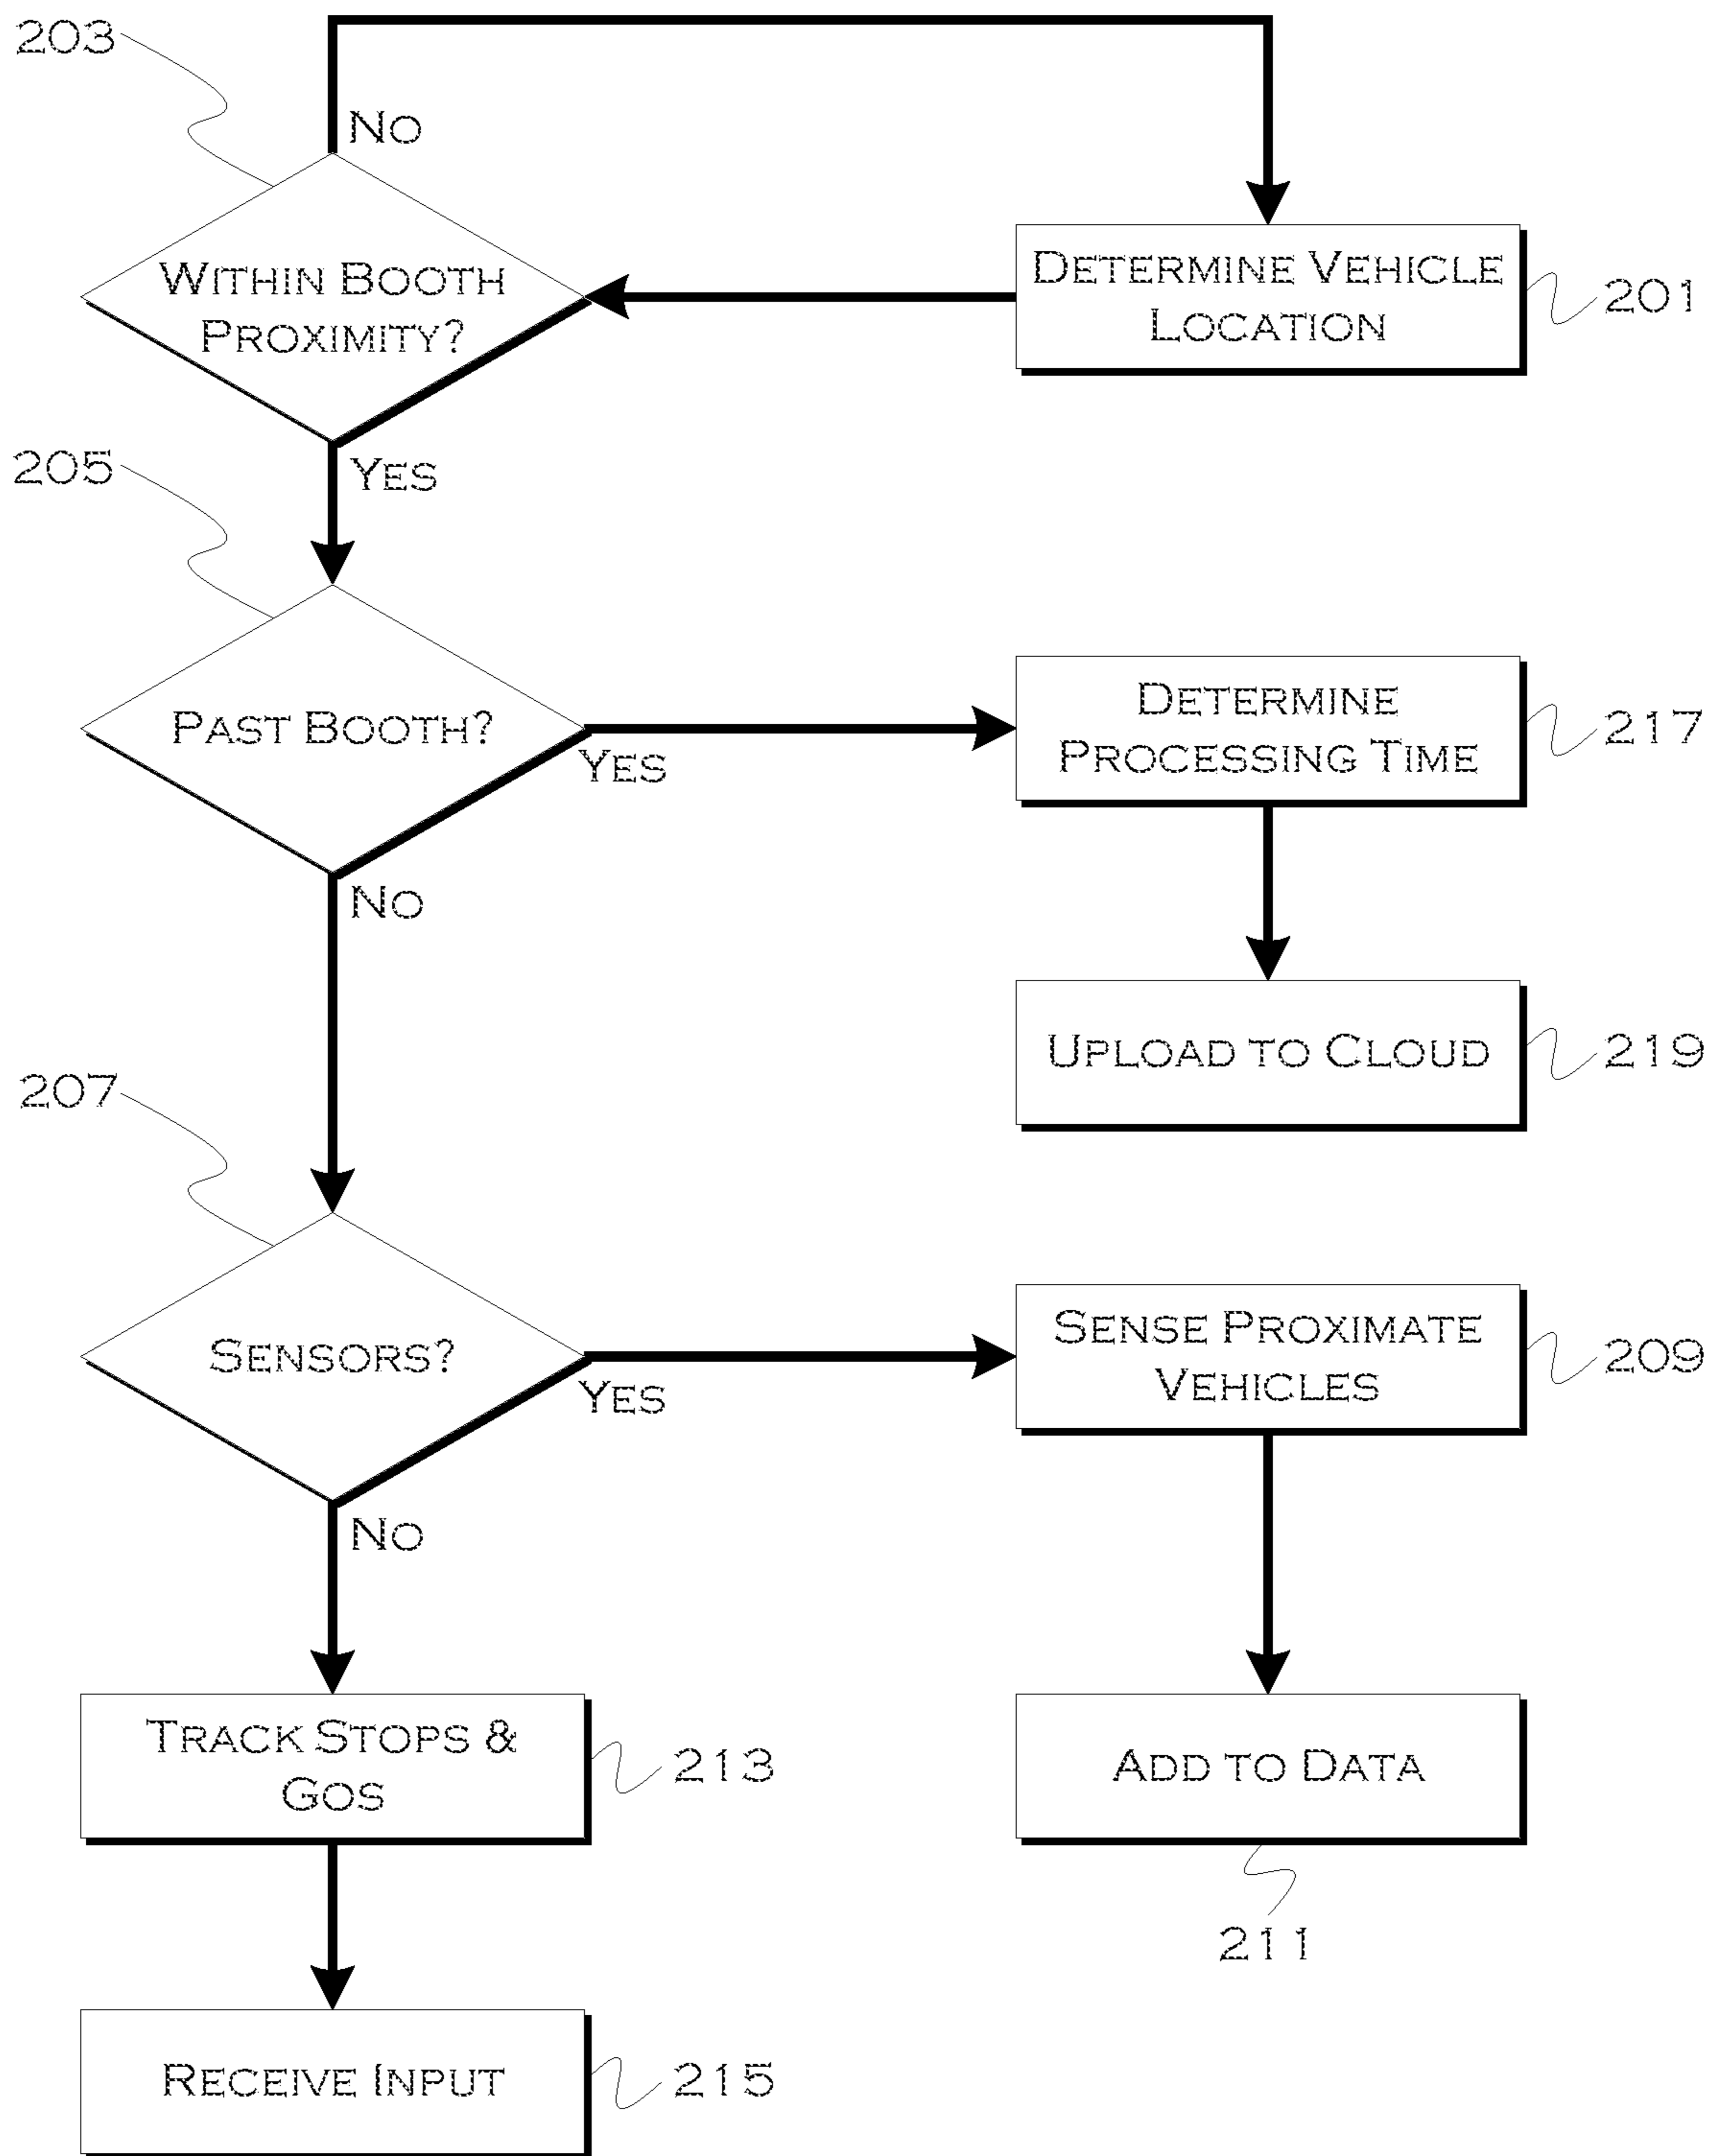 203
No
Within Booth
Proximity?
Determine Vehicle
Location
201
Yes
205
Past Booth?
Yes
No
Determine
Processing Time
217
Upload to Cloud
219
207
Sensors?
Yes
No
Sense Proximate
Vehicles
209
Track Stops &
Gos
213
Add to Data
211
Receive Input
215